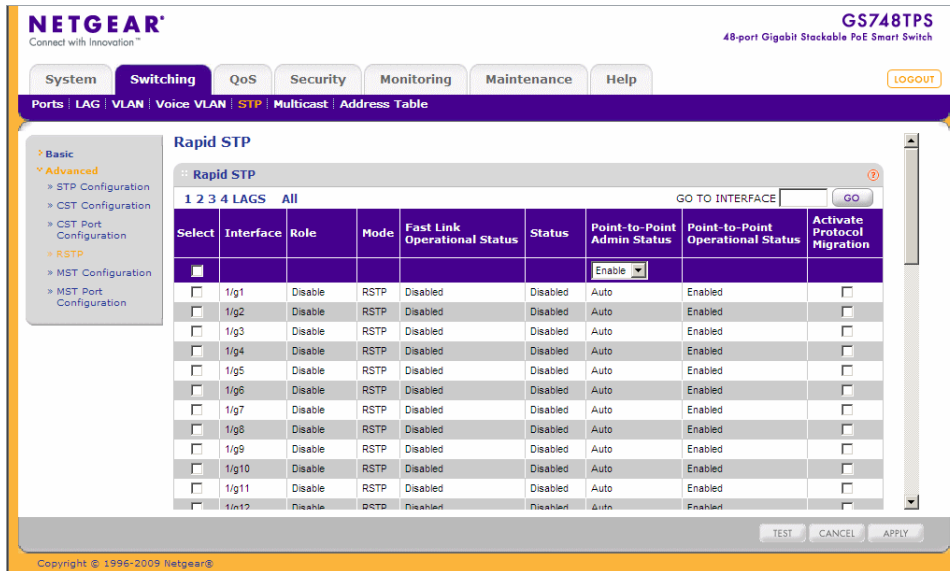 NETGEAR®
Connect with Innovation™
GS748TPS
48-port Gigabit Stackable PoE Smart Switch
System Switching QoS Security Monitoring Maintenance Help LOGOUT
Ports LAG VLAN Voice VLAN STP Multicast Address Table
Basic
Advanced
» STP Configuration
» CST Configuration
» CST Port Configuration
» RSTP
» MST Configuration
» MST Port Configuration
Rapid STP
Rapid STP
1 2 3 4 LAGS All GO TO INTERFACE GO
Select Interface Role Mode Fast Link Operational Status Status Point-to-Point Admin Status Point-to-Point Operational Status Activate Protocol Migration
Enable
1/g1 Disable RSTP Disabled Disabled Auto Enabled
1/g2 Disable RSTP Disabled Disabled Auto Enabled
1/g3 Disable RSTP Disabled Disabled Auto Enabled
1/g4 Disable RSTP Disabled Disabled Auto Enabled
1/g5 Disable RSTP Disabled Disabled Auto Enabled
1/g6 Disable RSTP Disabled Disabled Auto Enabled
1/g7 Disable RSTP Disabled Disabled Auto Enabled
1/g8 Disable RSTP Disabled Disabled Auto Enabled
1/g9 Disable RSTP Disabled Disabled Auto Enabled
1/g10 Disable RSTP Disabled Disabled Auto Enabled
1/g11 Disable RSTP Disabled Disabled Auto Enabled
1/g12 Disable RSTP Disabled Disabled Auto Enabled
TEST CANCEL APPLY
Copyright © 1996-2009 Netgear®